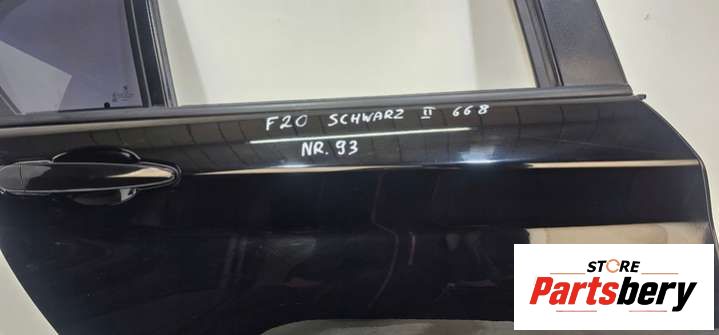 F20 SCHWARZ II 668
NR. 93
STORE
Partsbery